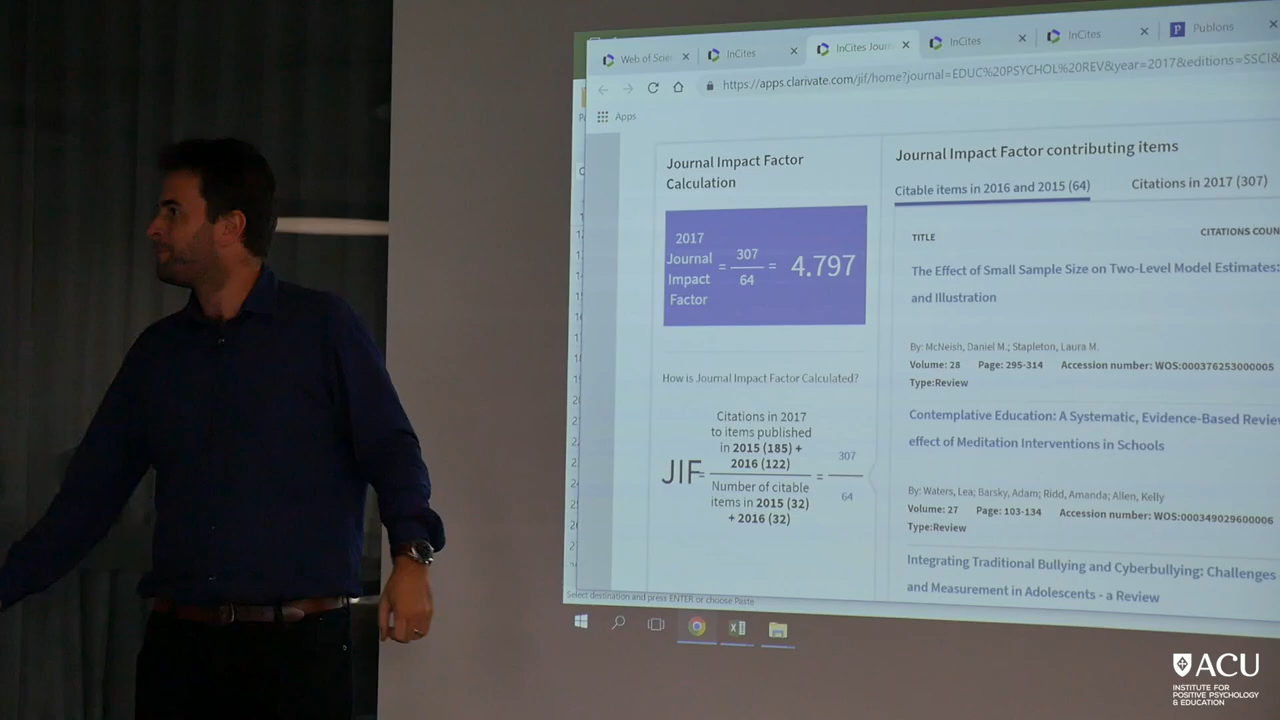 Web of Scie
InCites
InCites Journ
InCites
InCites
Publons
https://apps.clarivate.com/jif/home?journal=EDUC%20PSYCHOL%20REV&year=2017&editions=SSCI&
Apps
Journal Impact Factor
Calculation
2017
Journal
Impact
Factor
= 307
64
= 4.797
How is Journal Impact Factor Calculated?
JIF=
Citations in 2017
to items published
in 2015 (185) +
2016 (122)
Number of citable
items in 2015 (32)
+ 2016 (32)
= 307
64
Journal Impact Factor contributing items
Citable items in 2016 and 2015 (64)
Citations in 2017 (307)
TITLE
CITATIONS COUN
The Effect of Small Sample Size on Two-Level Model Estimates:
and Illustration
By: McNeish, Daniel M.; Stapleton, Laura M.
Volume: 28 Page: 295-314 Accession number: WOS:000376253000005
Type:Review
Contemplative Education: A Systematic, Evidence-Based Review
effect of Meditation Interventions in Schools
By: Waters, Lea; Barsky, Adam; Ridd, Amanda; Allen, Kelly
Volume: 27 Page: 103-134 Accession number: WOS:000349029600006
Type:Review
Integrating Traditional Bullying and Cyberbullying: Challenges
and Measurement in Adolescents - a Review
Select destination and press ENTER or choose Paste
ACU
INSTITUTE FOR
POSITIVE PSYCHOLOGY
& EDUCATION